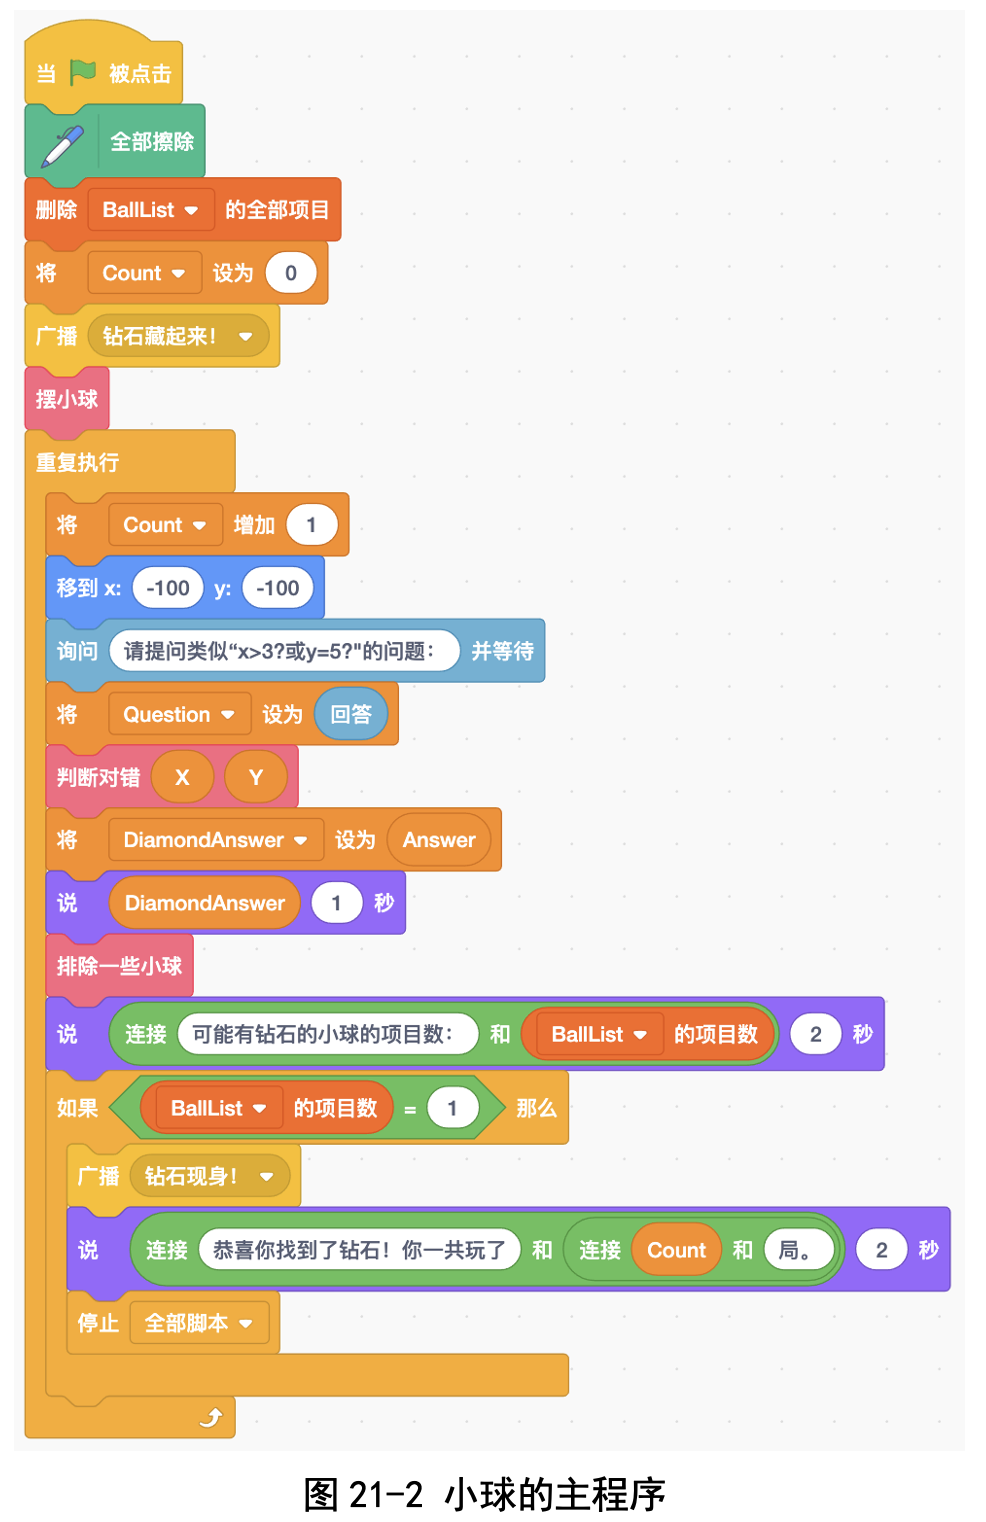 当 被点击
全部擦除
删除 BallList 的全部项目
将 Count 设为 0
广播 钻石藏起来！
摆小球
重复执行
将 Count 增加 1
移到 x: -100 y: -100
询问 请提问类似“x>3?或y=5?"的问题： 并等待
将 Question 设为 回答
判断对错 X Y
将 DiamondAnswer 设为 Answer
说 DiamondAnswer 1 秒
排除一些小球
说 连接 可能有钻石的小球的项目数： 和 BallList 的项目数 2 秒
如果 BallList 的项目数 = 1 那么
广播 钻石现身！
说 连接 恭喜你找到了钻石！你一共玩了 和 连接 Count 和 局。 2 秒
停止 全部脚本
图 21-2 小球的主程序